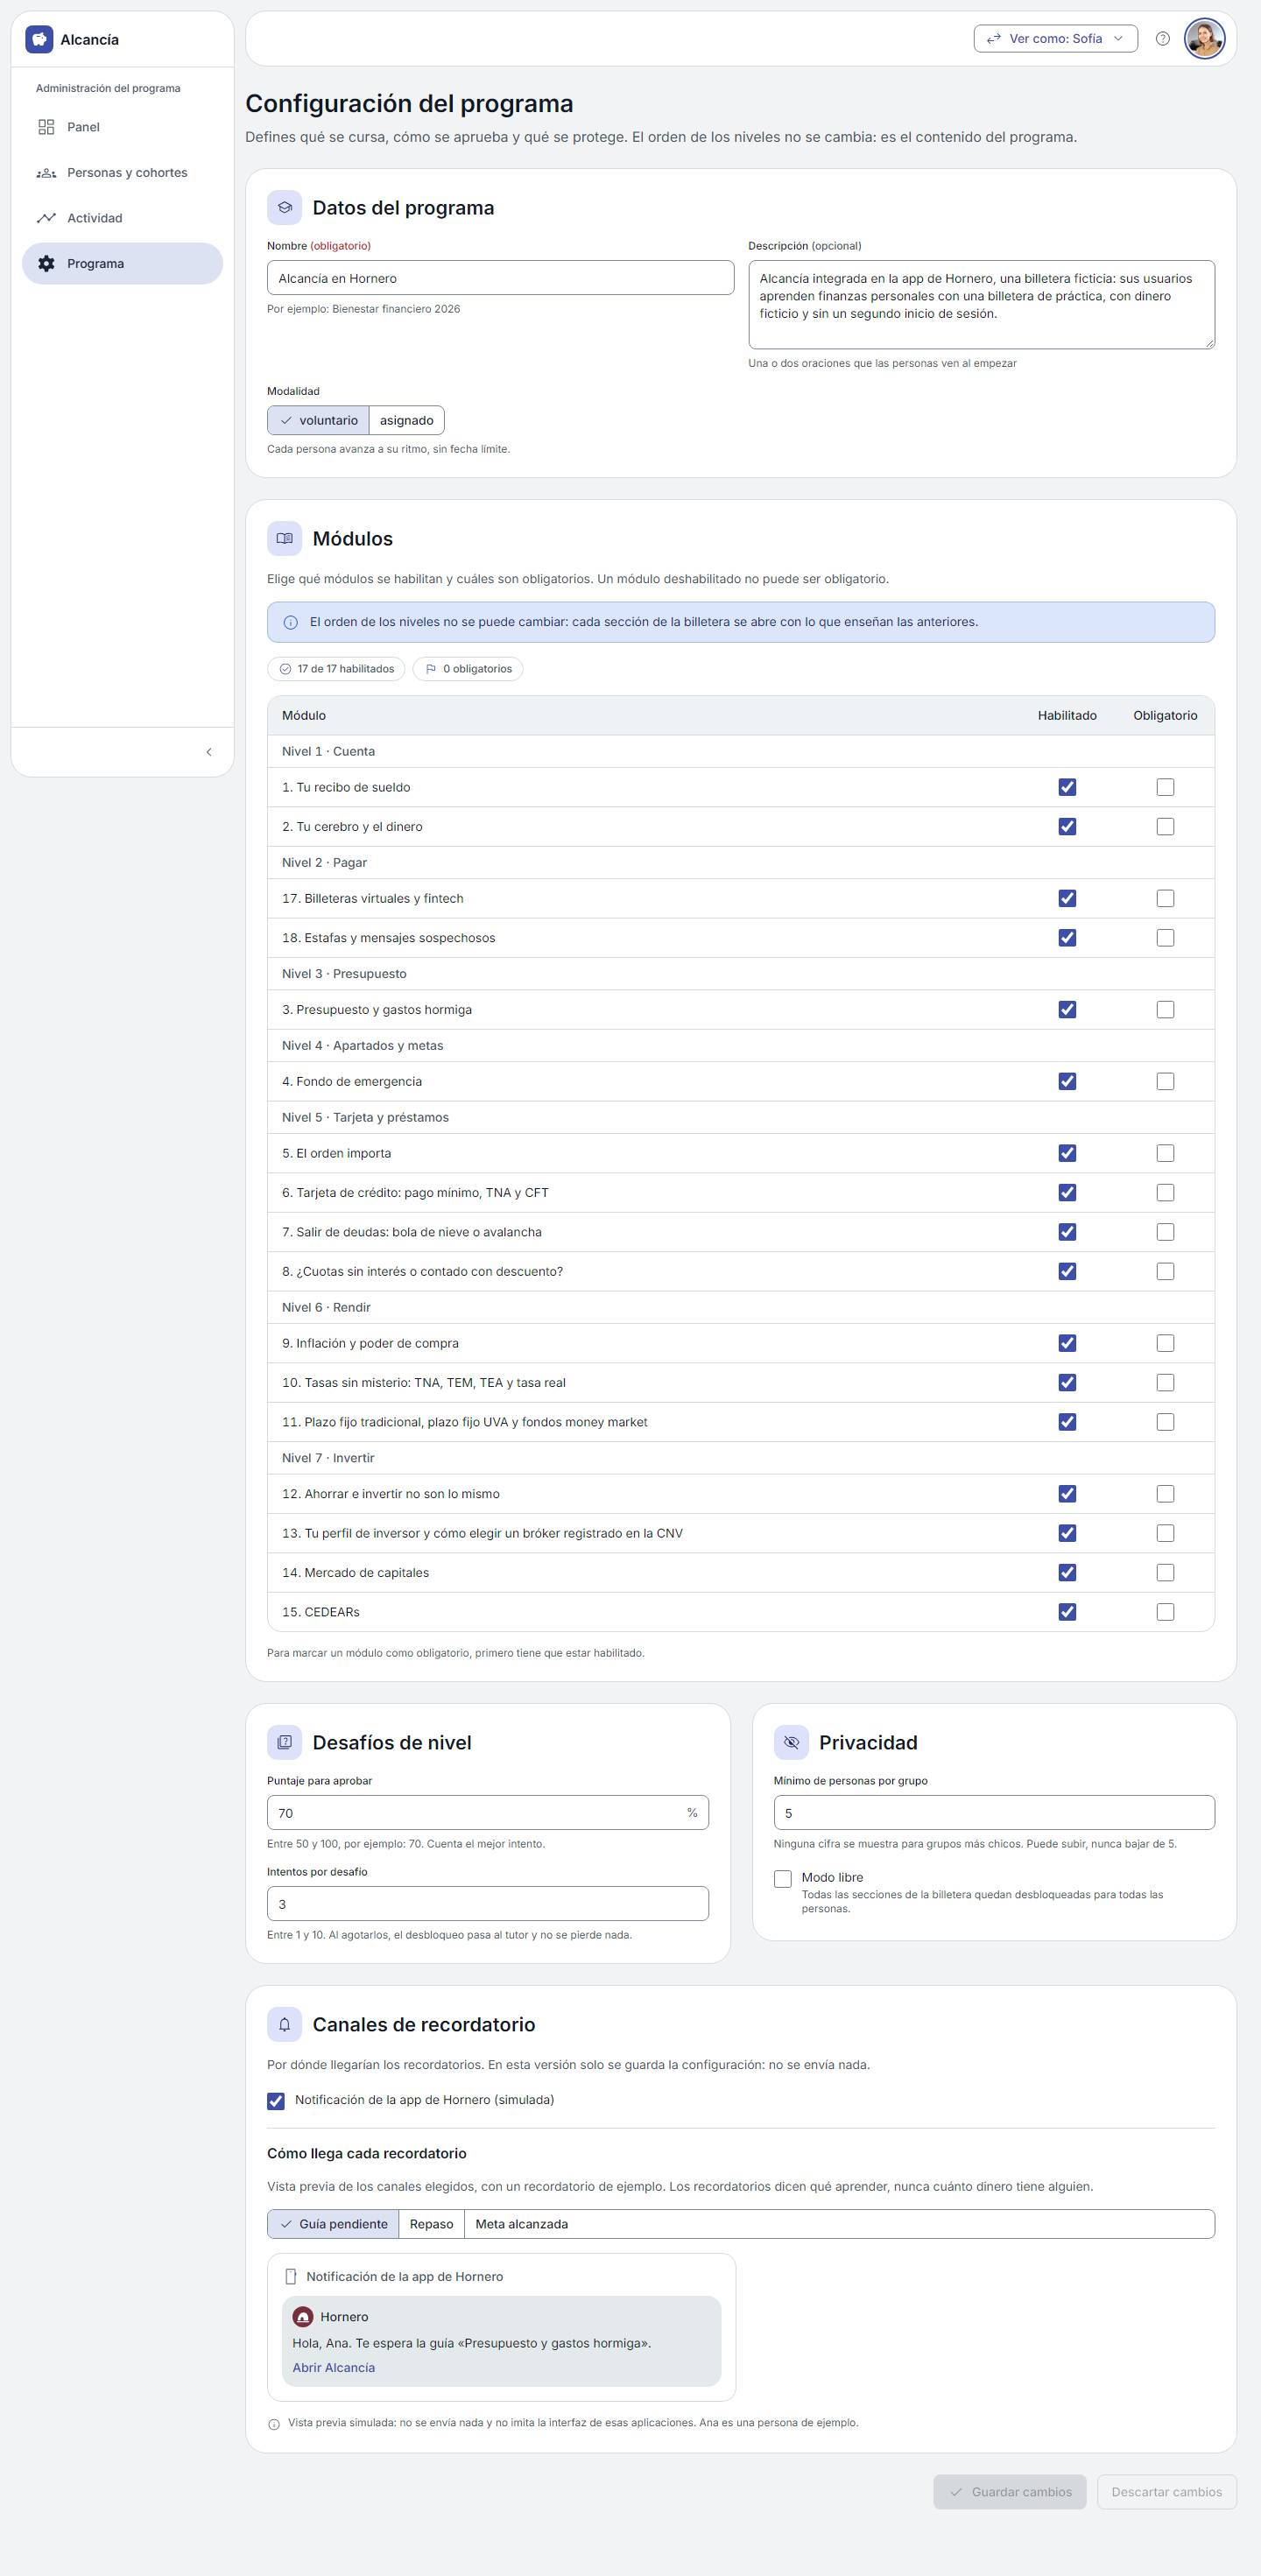 Alcancía
Ver como: Sofía
Administración del programa
Panel
Personas y cohortes
Actividad
Programa
Configuración del programa
Defines qué se cursa, cómo se aprueba y qué se protege. El orden de los niveles no se cambia: es el contenido del programa.
Datos del programa
Nombre (obligatorio)
Alcancía en Hornero
Por ejemplo: Bienestar financiero 2026
Descripción (opcional)
Alcancía integrada en la app de Hornero, una billetera ficticia: sus usuarios
aprenden finanzas personales con una billetera de práctica, con dinero
ficticio y sin un segundo inicio de sesión.
Una o dos oraciones que las personas ven al empezar
Modalidad
voluntario asignado
Cada persona avanza a su ritmo, sin fecha límite.
Módulos
Elige qué módulos se habilitan y cuáles son obligatorios. Un módulo deshabilitado no puede ser obligatorio.
El orden de los niveles no se puede cambiar: cada sección de la billetera se abre con lo que enseñan las anteriores.
17 de 17 habilitados 0 obligatorios
Módulo Habilitado Obligatorio
Nivel 1 · Cuenta
1. Tu recibo de sueldo
2. Tu cerebro y el dinero
Nivel 2 · Pagar
17. Billeteras virtuales y fintech
18. Estafas y mensajes sospechosos
Nivel 3 · Presupuesto
3. Presupuesto y gastos hormiga
Nivel 4 · Apartados y metas
4. Fondo de emergencia
Nivel 5 · Tarjeta y préstamos
5. El orden importa
6. Tarjeta de crédito: pago mínimo, TNA y CFT
7. Salir de deudas: bola de nieve o avalancha
8. ¿Cuotas sin interés o contado con descuento?
Nivel 6 · Rendir
9. Inflación y poder de compra
10. Tasas sin misterio: TNA, TEM, TEA y tasa real
11. Plazo fijo tradicional, plazo fijo UVA y fondos money market
Nivel 7 · Invertir
12. Ahorrar e invertir no son lo mismo
13. Tu perfil de inversor y cómo elegir un bróker registrado en la CNV
14. Mercado de capitales
15. CEDEARs
Para marcar un módulo como obligatorio, primero tiene que estar habilitado.
Desafíos de nivel
Puntaje para aprobar
70 %
Entre 50 y 100, por ejemplo: 70. Cuenta el mejor intento.
Intentos por desafío
3
Entre 1 y 10. Al agotarlos, el desbloqueo pasa al tutor y no se pierde nada.
Privacidad
Mínimo de personas por grupo
5
Ninguna cifra se muestra para grupos más chicos. Puede subir, nunca bajar de 5.
Modo libre
Todas las secciones de la billetera quedan desbloqueadas para todas las
personas.
Canales de recordatorio
Por dónde llegarían los recordatorios. En esta versión solo se guarda la configuración: no se envía nada.
Notificación de la app de Hornero (simulada)
Cómo llega cada recordatorio
Vista previa de los canales elegidos, con un recordatorio de ejemplo. Los recordatorios dicen qué aprender, nunca cuánto dinero tiene alguien.
Guía pendiente Repaso Meta alcanzada
Notificación de la app de Hornero
Hornero
Hola, Ana. Te espera la guía «Presupuesto y gastos hormiga».
Abrir Alcancía
Vista previa simulada: no se envía nada y no imita la interfaz de esas aplicaciones. Ana es una persona de ejemplo.
Guardar cambios Descartar cambios